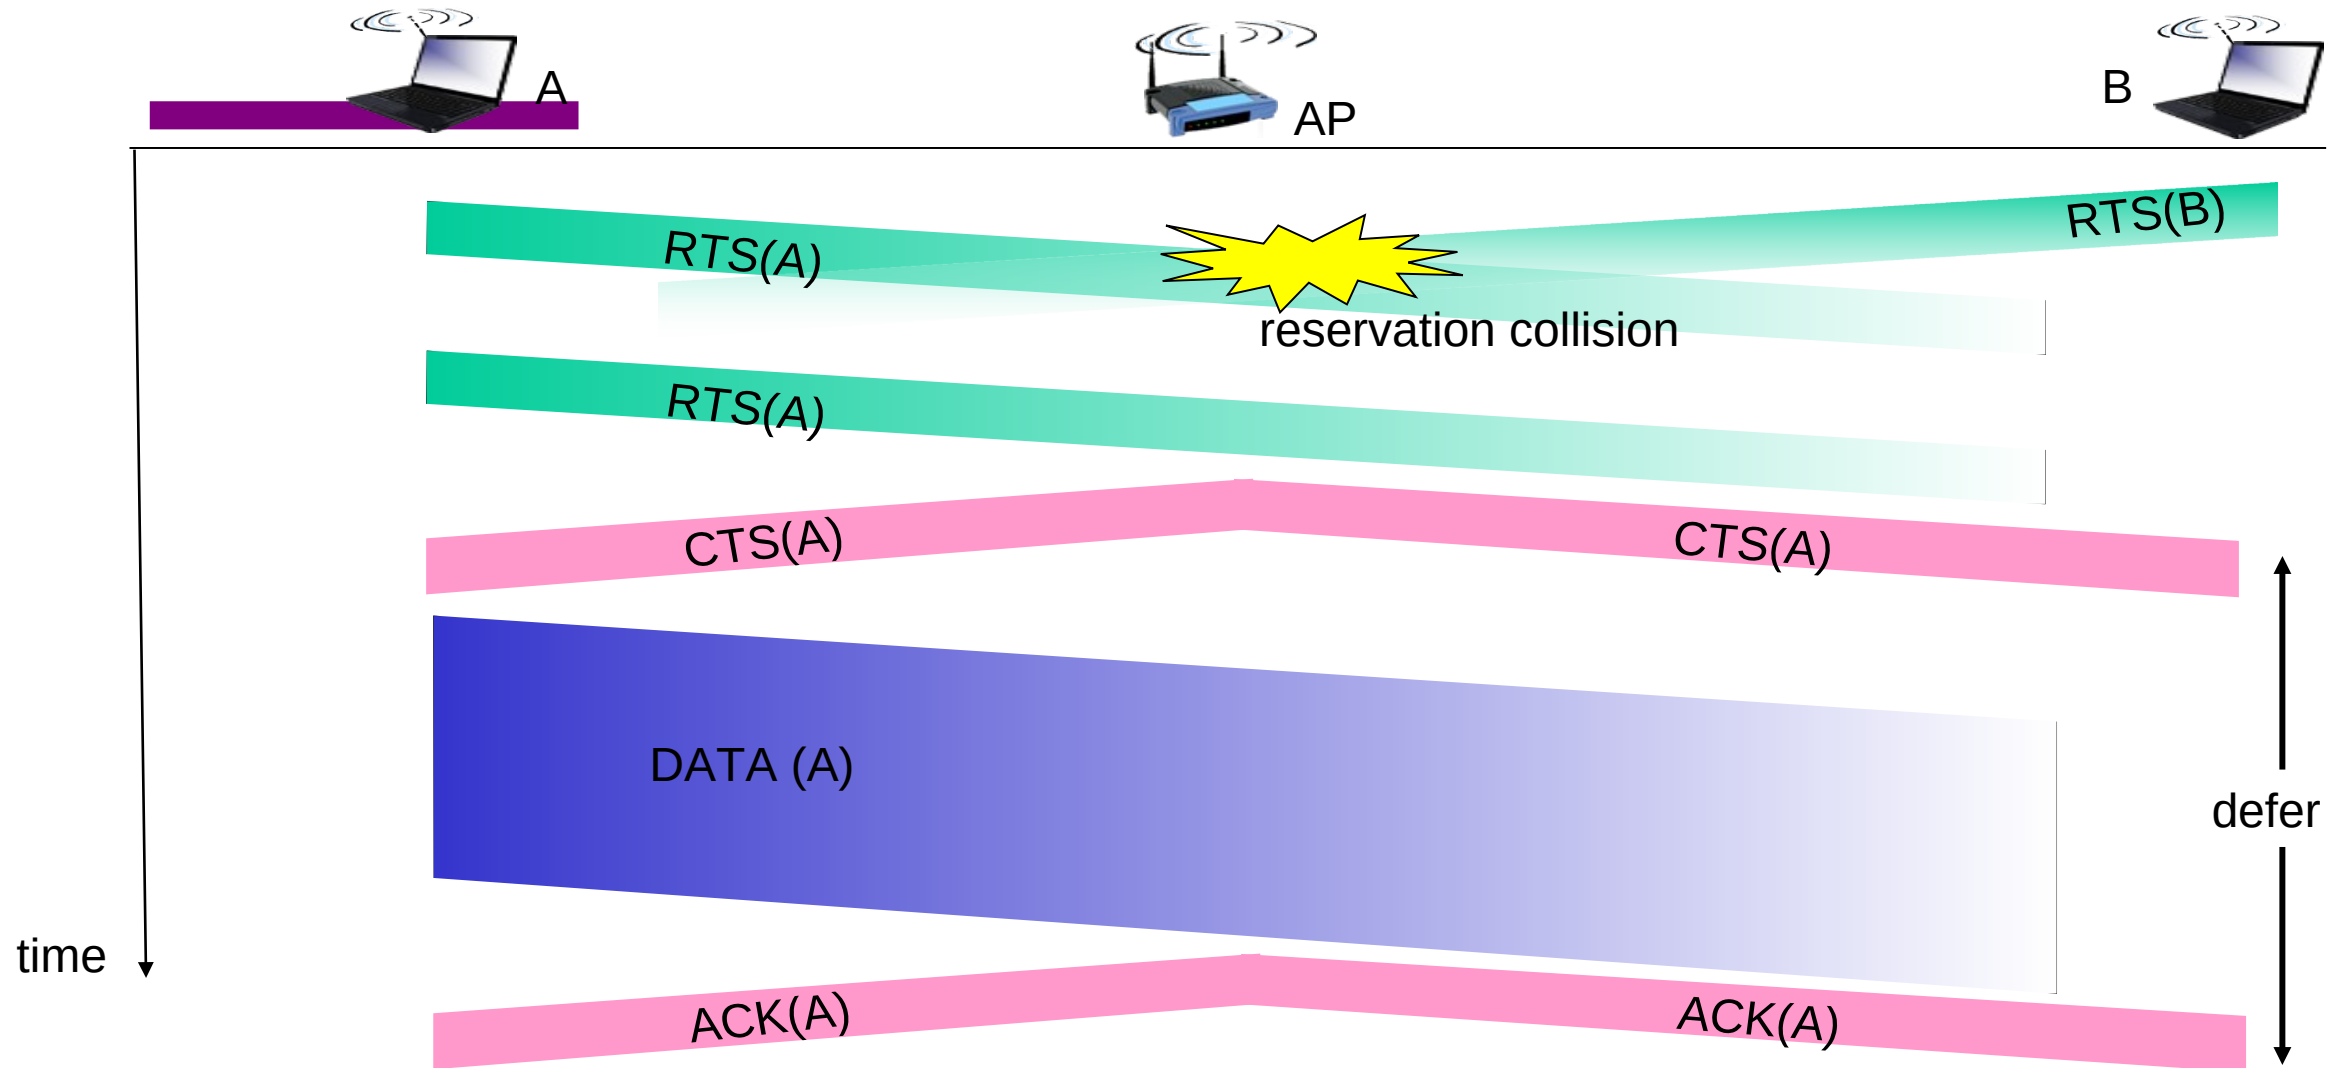 A
AP
B
RTS(A)
RTS(B)
reservation collision
RTS(A)
CTS(A)
CTS(A)
DATA (A)
defer
time
ACK(A)
ACK(A)